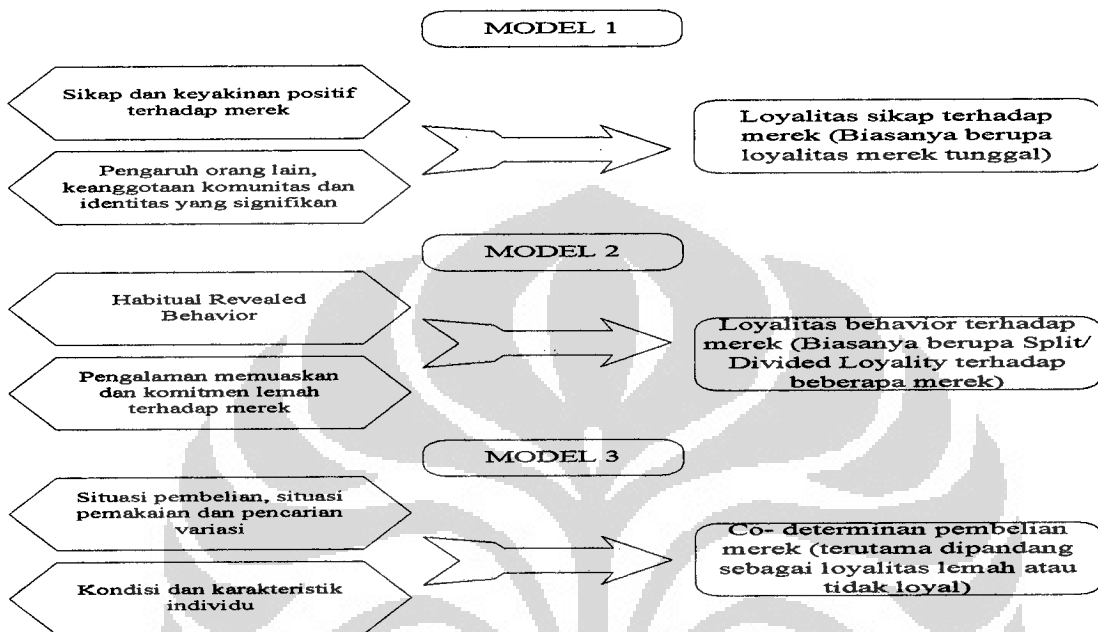 MODEL 1
Sikap dan keyakinan positif
terhadap merek
Pengaruh orang lain,
keanggotaan komunitas dan
identitas yang signifikan
Loyalitas sikap terhadap
merek (Biasanya berupa
loyalitas merek tunggal)
MODEL 2
Habitual Revealed
Behavior
Pengalaman memuaskan
dan komitmen lemah
terhadap merek
Loyalitas behavior terhadap
merek (Biasanya berupa Split/
Divided Loyality terhadap
beberapa merek)
MODEL 3
Situasi pembelian, situasi
pemakaian dan pencarian
variasi
Kondisi dan karakteristik
individu
Co- determinan pembelian
merek (terutama dipandang
sebagai loyalitas lemah atau
tidak loyal)